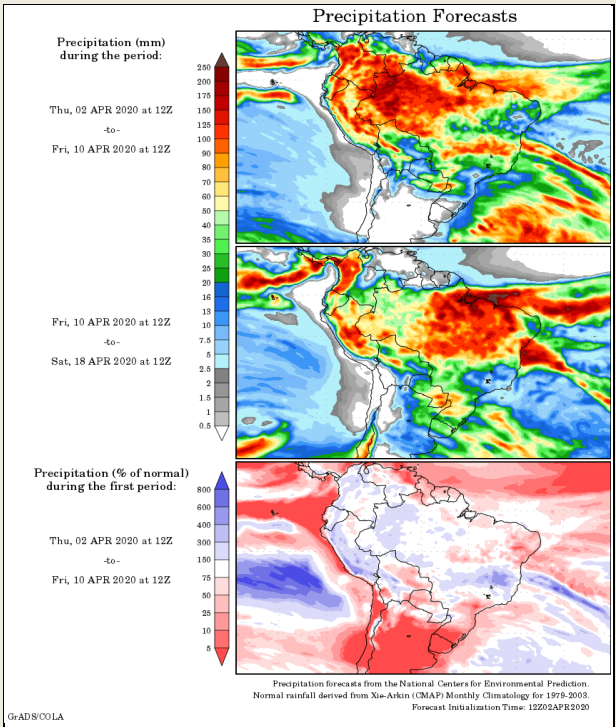 Precipitation Forecasts
Precipitation (mm)
during the period:
Thu, 02 APR 2020 at 12Z
-to-
Fri, 10 APR 2020 at 12Z
250
200
175
150
125
100
90
80
70
60
50
40
35
30
25
20
16
13
10
7.5
5
2.5
2
1.5
1
0.5
Fri, 10 APR 2020 at 12Z
-to-
Sat, 18 APR 2020 at 12Z
Precipitation (% of normal)
during the first period:
Thu, 02 APR 2020 at 12Z
-to-
Fri, 10 APR 2020 at 12Z
800
600
400
300
150
75
50
25
10
5
Precipitation forecasts from the National Centers for Environmental Prediction.
Normal rainfall derived from Xie-Arkin (CMAP) Monthly Climatology for 1979-2003.
Forecast Initialization Time: 12Z02APR2020
GrADS/COLA